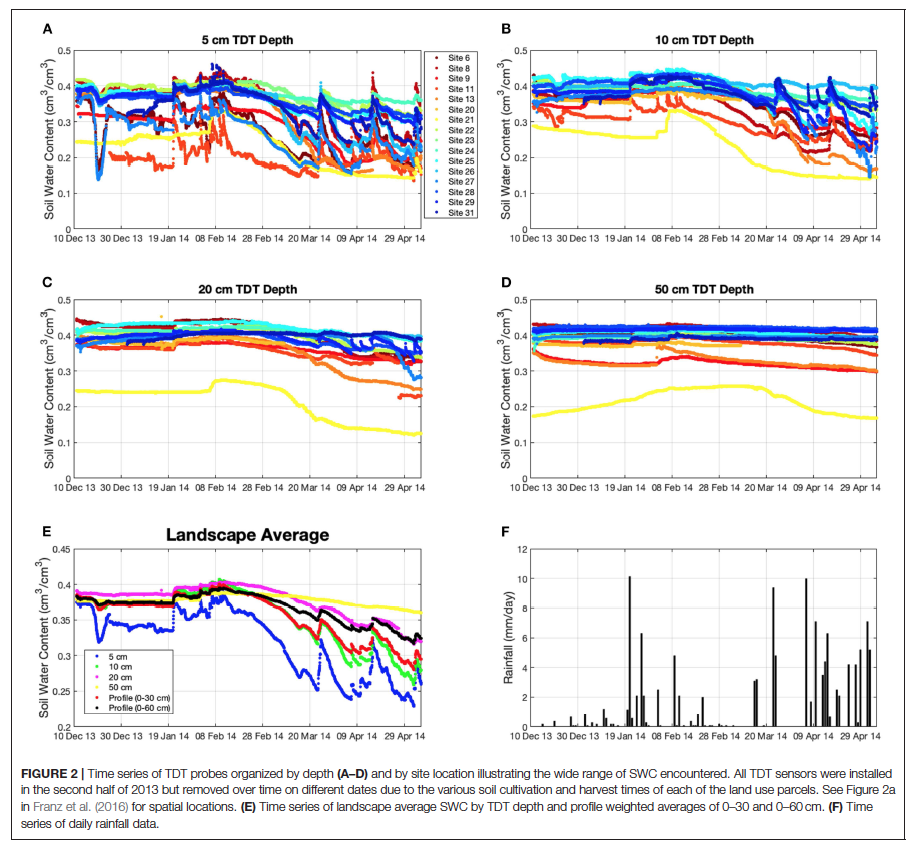 A
5 cm TDT Depth
Soil Water Content (cm³/cm³)
0.5
0.4
0.3
0.2
0.1
0
10 Dec 13 30 Dec 13 19 Jan 14 08 Feb 14 28 Feb 14 20 Mar 14 09 Apr 14 29 Apr 14
Site 6
Site 8
Site 9
Site 11
Site 13
Site 20
Site 21
Site 22
Site 23
Site 24
Site 25
Site 26
Site 27
Site 28
Site 29
Site 31
B
10 cm TDT Depth
Soil Water Content (cm³/cm³)
0.5
0.4
0.3
0.2
0.1
0
10 Dec 13 30 Dec 13 19 Jan 14 08 Feb 14 28 Feb 14 20 Mar 14 09 Apr 14 29 Apr 14
C
20 cm TDT Depth
Soil Water Content (cm³/cm³)
0.5
0.4
0.3
0.2
0.1
0
10 Dec 13 30 Dec 13 19 Jan 14 08 Feb 14 28 Feb 14 20 Mar 14 09 Apr 14 29 Apr 14
D
50 cm TDT Depth
Soil Water Content (cm³/cm³)
0.5
0.4
0.3
0.2
0.1
0
10 Dec 13 30 Dec 13 19 Jan 14 08 Feb 14 28 Feb 14 20 Mar 14 09 Apr 14 29 Apr 14
E
Landscape Average
Soil Water Content (cm³/cm³)
0.45
0.4
0.35
0.3
0.25
0.2
5 cm
10 cm
20 cm
50 cm
Profile (0-30 cm)
Profile (0-60 cm)
10 Dec 13 30 Dec 13 19 Jan 14 08 Feb 14 28 Feb 14 20 Mar 14 09 Apr 14 29 Apr 14
F
Rainfall (mm/day)
12
10
8
6
4
2
0
10 Dec 13 30 Dec 13 19 Jan 14 08 Feb 14 28 Feb 14 20 Mar 14 09 Apr 14 29 Apr 14
FIGURE 2 | Time series of TDT probes organized by depth (A–D) and by site location illustrating the wide range of SWC encountered. All TDT sensors were installed
in the second half of 2013 but removed over time on different dates due to the various soil cultivation and harvest times of each of the land use parcels. See Figure 2a
in Franz et al. (2016) for spatial locations. (E) Time series of landscape average SWC by TDT depth and profile weighted averages of 0–30 and 0–60 cm. (F) Time
series of daily rainfall data.